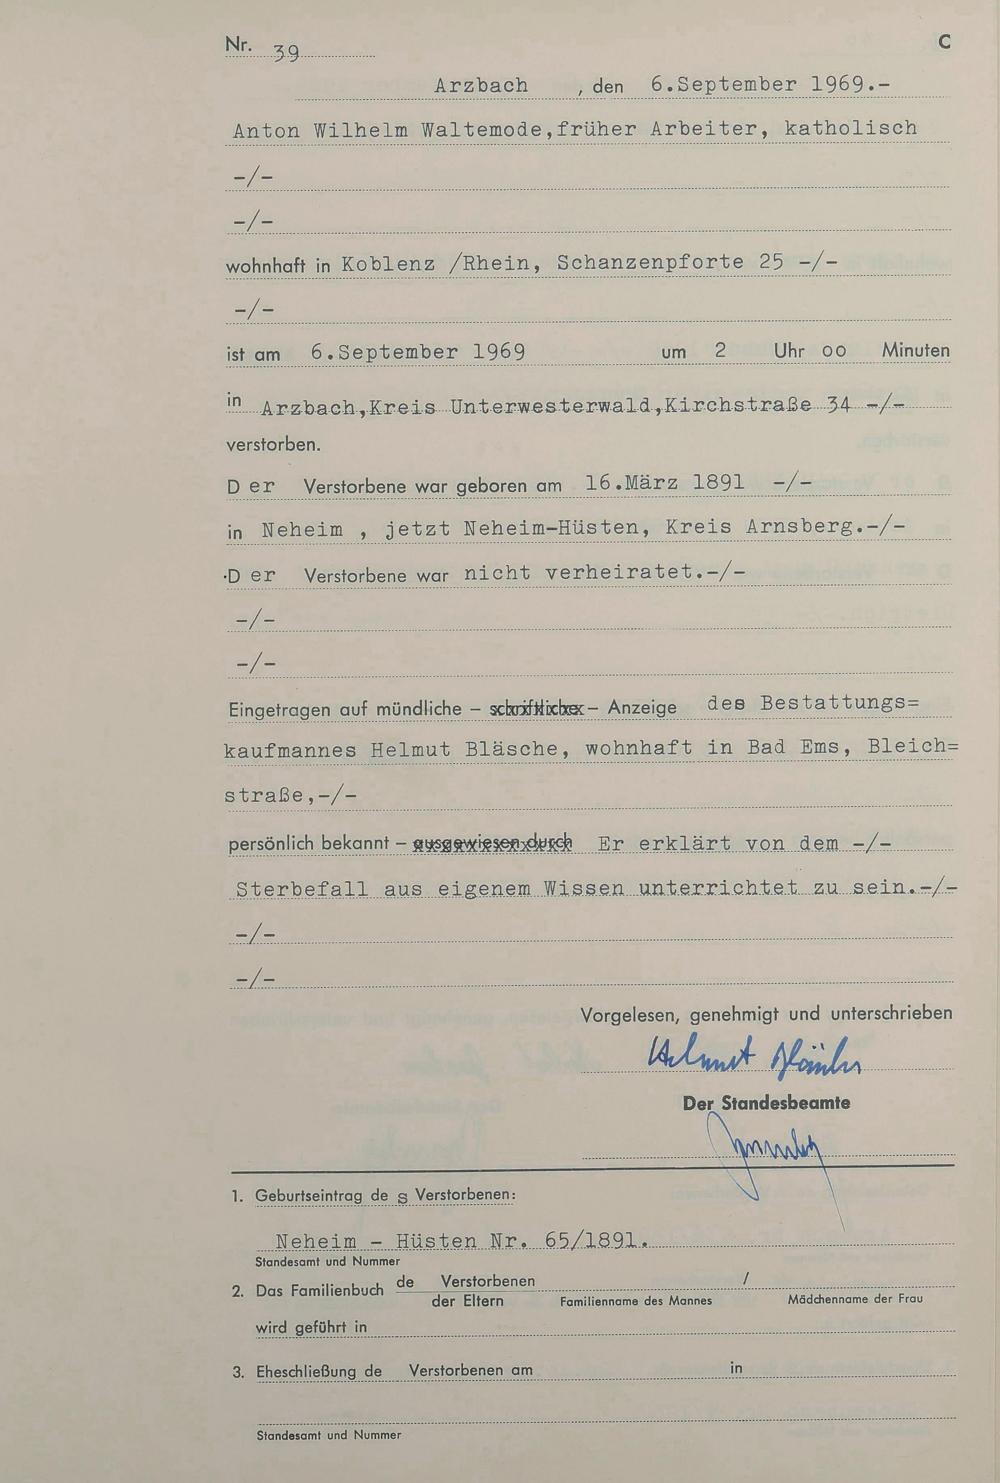 Nr. 39 C
Arzbach , den 6.September 1969.-
Anton Wilhelm Waltemode,früher Arbeiter, katholisch
-/-
-/-
wohnhaft in Koblenz /Rhein, Schanzenpforte 25 -/-
-/-
ist am 6.September 1969 um 2 Uhr oo Minuten
in Arzbach,Kreis Unterwesterwald,Kirchstraße 34 -/-
verstorben.
D er Verstorbene war geboren am 16.März 1891 -/-
in Neheim , jetzt Neheim-Hüsten, Kreis Arnsberg.-/-
D er Verstorbene war nicht verheiratet.-/-
-/-
-/-
Eingetragen auf mündliche - schriftliche - Anzeige des Bestattungs=
kaufmannes Helmut Bläsche, wohnhaft in Bad Ems, Bleich=
straße,-/-
persönlich bekannt - ausgewiesen durch Er erklärt von dem -/-
Sterbefall aus eigenem Wissen unterrichtet zu sein.-/-
-/-
-/-
Vorgelesen, genehmigt und unterschrieben
Helmut
Der Standesbeamte
1. Geburtseintrag de s Verstorbenen:
Neheim - Hüsten Nr. 65/1891.
Standesamt und Nummer
2. Das Familienbuch de Verstorbenen /
der Eltern Familienname des Mannes Mädchenname der Frau
wird geführt in
3. Eheschließung de Verstorbenen am in
Standesamt und Nummer